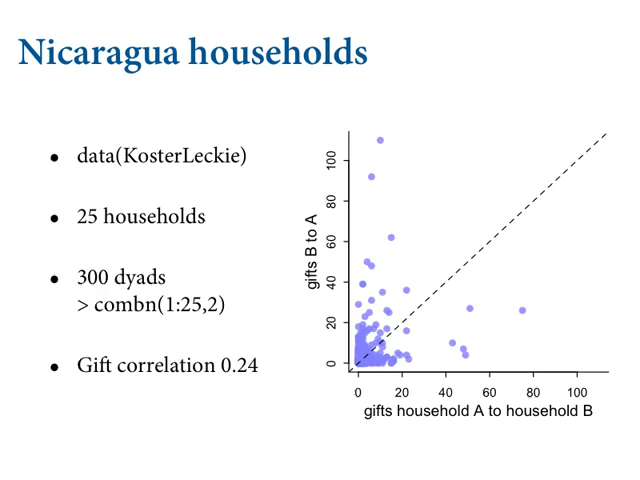 Nicaragua households
• data(KosterLeckie)
• 25 households
• 300 dyads
> combn(1:25,2)
• Gift correlation 0.24
gifts B to A
0 20 40 60 80 100
0 20 40 60 80 100
gifts household A to household B